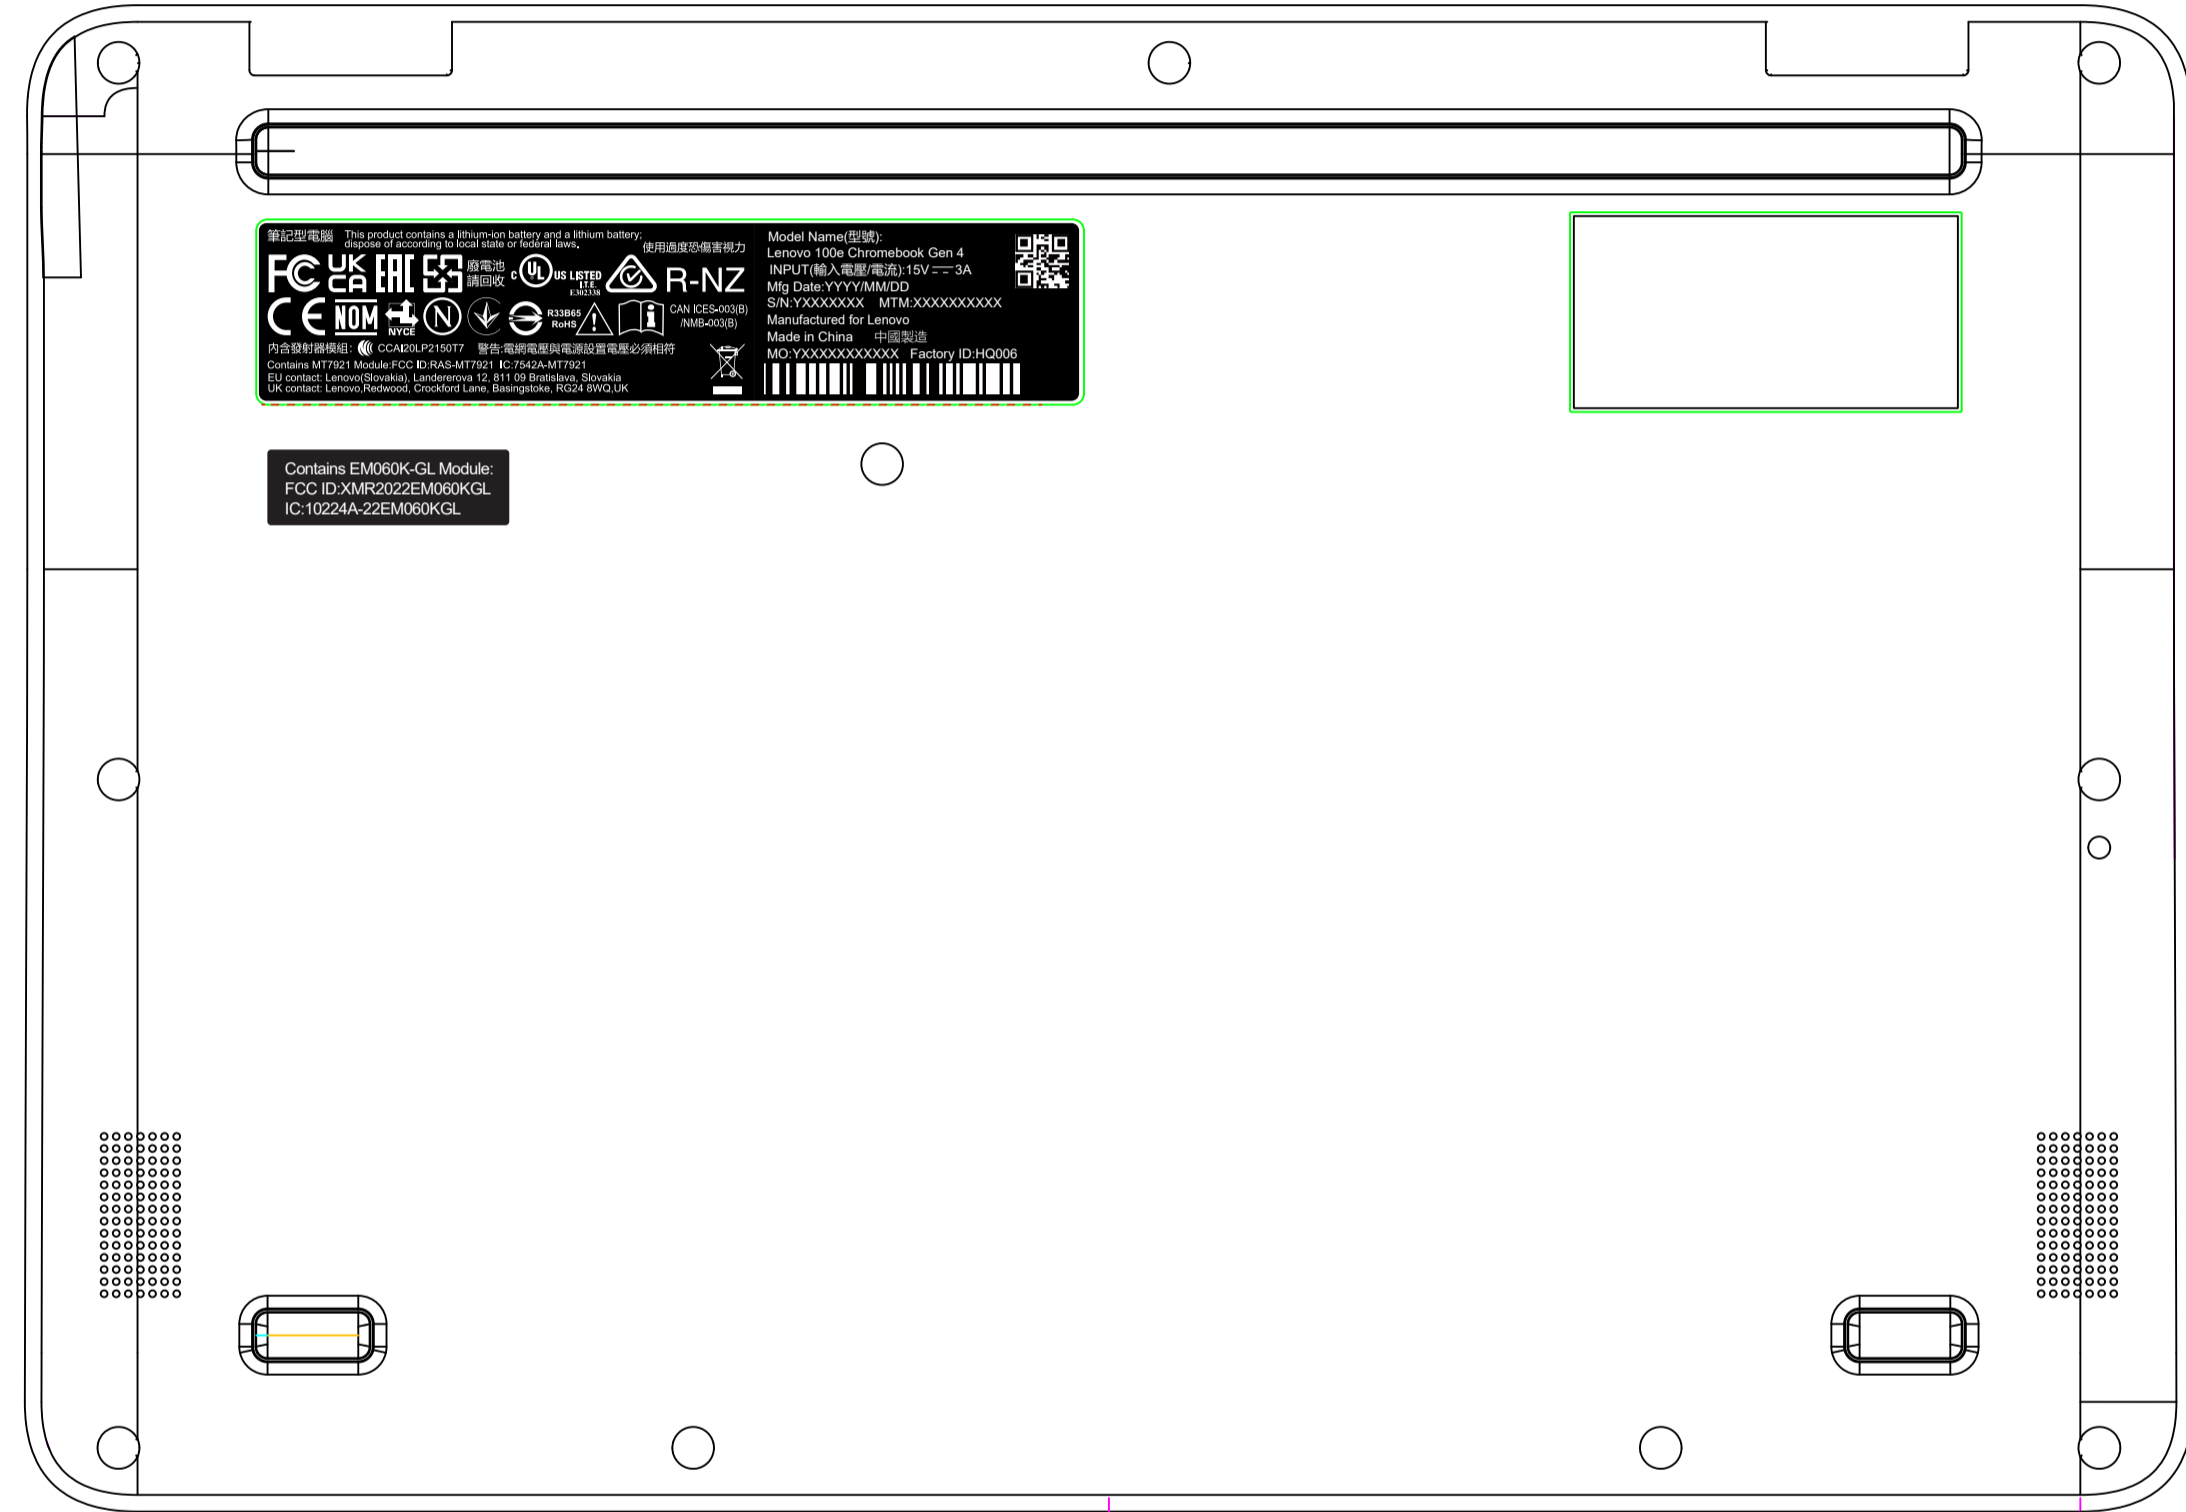 筆記型電腦
This product contains a lithium-ion battery and a lithium battery;
dispose of according to local state or federal laws.
使用過度恐傷害視力
FC UK CA EAC 廢電池 請回收 C UL US LISTED I.T.E. E302338 R-NZ
CE NOM NYCE N R33B65 RoHS CAN ICES-003(B) /NMB-003(B)
內含發射器模組: CCAI20LP2150T7 警告:電網電壓與電源設置電壓必須相符
Contains MT7921 Module:FCC ID:RAS-MT7921 IC:7542A-MT7921
EU contact: Lenovo(Slovakia), Landererova 12, 811 09 Bratislava, Slovakia
UK contact: Lenovo,Redwood, Crockford Lane, Basingstoke, RG24 8WQ,UK
Model Name(型號):
Lenovo 100e Chromebook Gen 4
INPUT(輸入電壓/電流):15V⎓3A
Mfg Date:YYYY/MM/DD
S/N:YXXXXXXX MTM:XXXXXXXXXX
Manufactured for Lenovo
Made in China 中國製造
MO:YXXXXXXXXXXX Factory ID:HQ006
Contains EM060K-GL Module:
FCC ID:XMR2022EM060KGL
IC:10224A-22EM060KGL